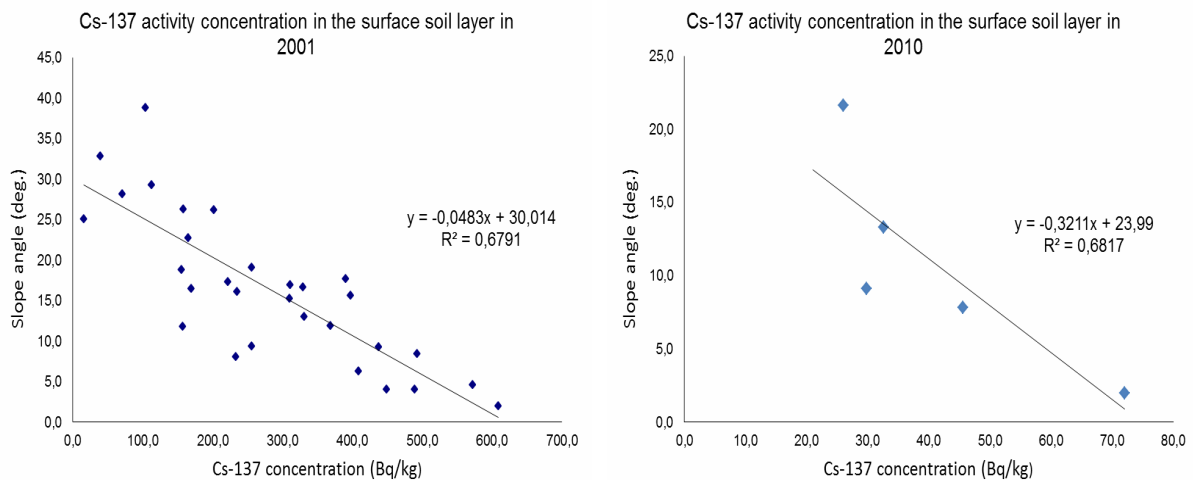 Cs-137 activity concentration in the surface soil layer in
2001
45,0
40,0
35,0
30,0
25,0
20,0
15,0
10,0
5,0
0,0
Slope angle (deg.)
y = -0,0483x + 30,014
R² = 0,6791
0,0 100,0 200,0 300,0 400,0 500,0 600,0 700,0
Cs-137 concentration (Bq/kg)
Cs-137 activity concentration in the surface soil layer in
2010
25,0
20,0
15,0
10,0
5,0
0,0
Slope angle (deg.)
y = -0,3211x + 23,99
R² = 0,6817
0,0 10,0 20,0 30,0 40,0 50,0 60,0 70,0 80,0
Cs-137 concentration (Bq/kg)